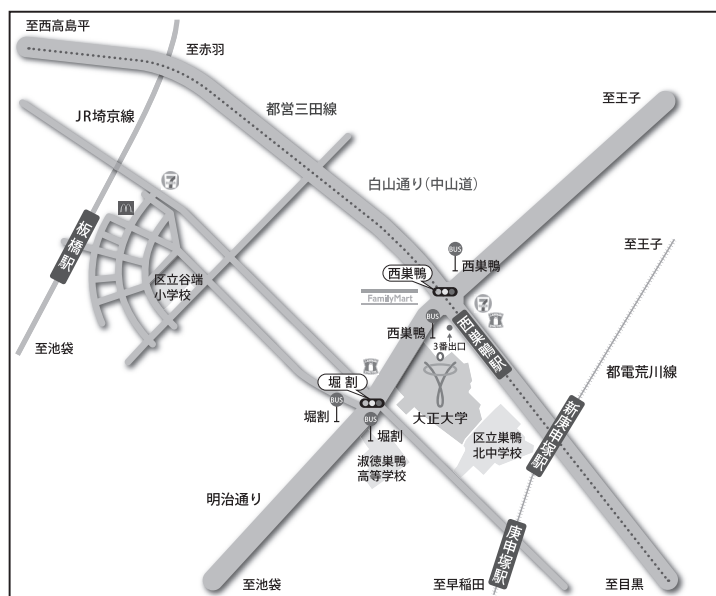 至西高島平
至赤羽
JR埼京線
都営三田線
至王子
白山通り(中山道)
7
M
板橋駅
区立谷端
小学校
BUS
西巣鴨
至王子
西巣鴨
FamilyMart
7
BUS
西巣鴨
3番出口
西巣鴨駅
至池袋
都電荒川線
堀割
BUS
堀割
BUS
堀割
大正大学
新庚申塚駅
区立巣鴨
北中学校
淑徳巣鴨
高等学校
明治通り
庚申塚駅
至池袋
至早稲田
至目黒